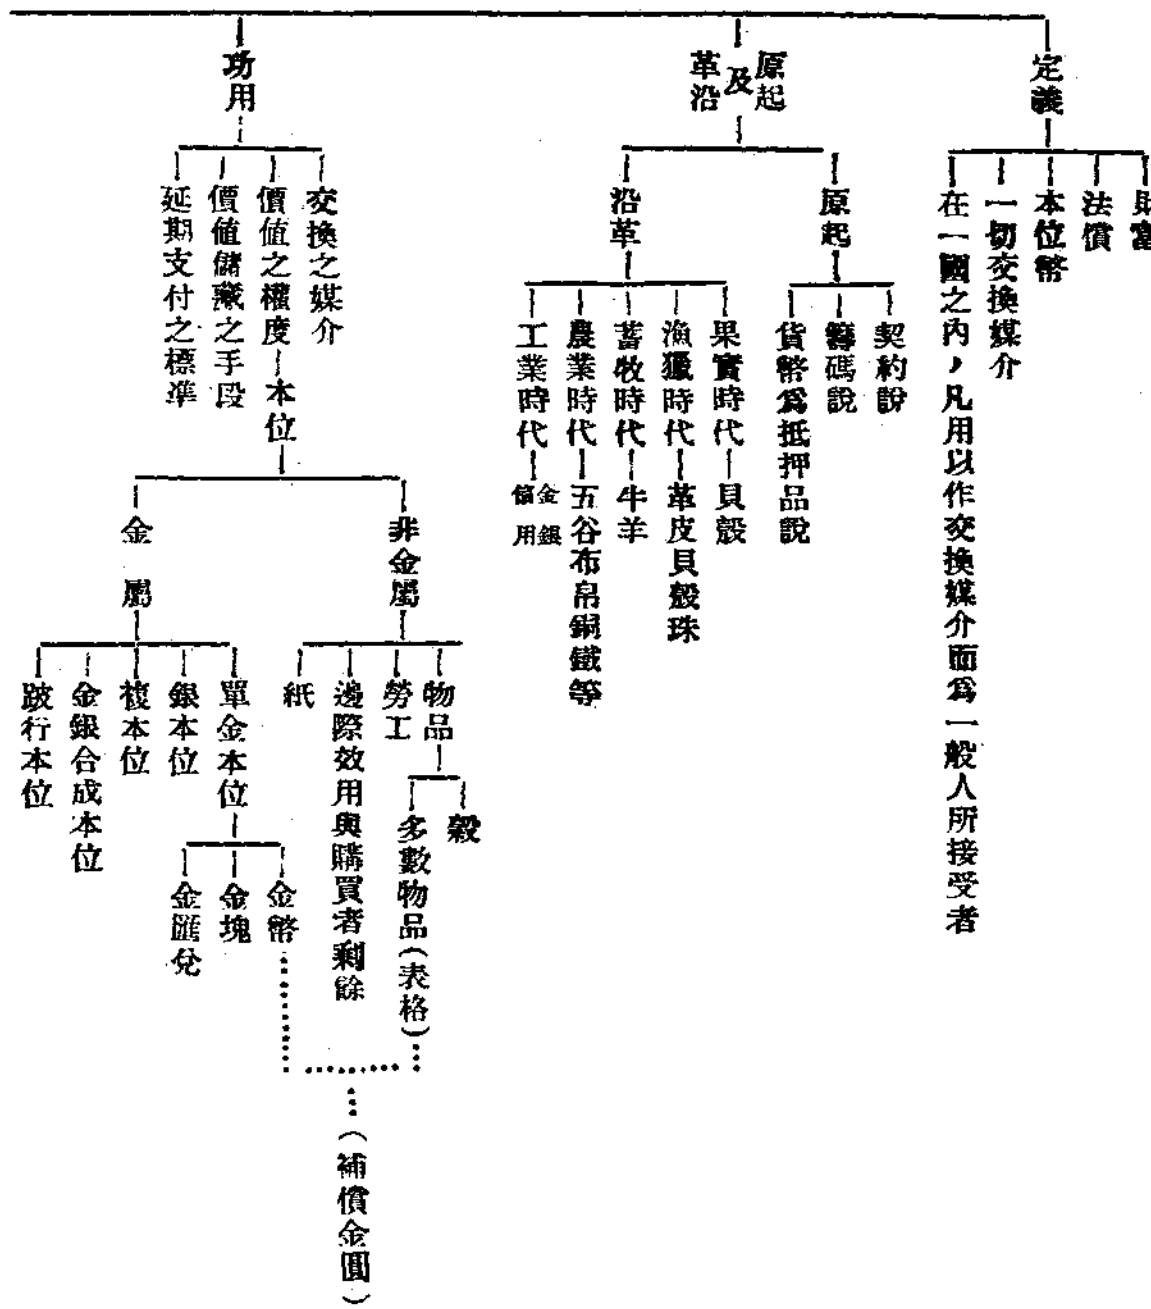 定義
財富
法償
本位幣
一切交換媒介
在一國之內，凡用以作交換媒介而爲一般人所接受者
原起
及
革沿
原起
契約說
籌碼說
貨幣爲抵押品說
沿革
果實時代—貝殼
漁獵時代—革皮貝殼珠
蓄牧時代—牛羊
農業時代—五谷布帛銅鐵等
工業時代—金銀信用
功用
交換之媒介
價值之權度—本位
價值儲藏之手段
延期支付之標準
非金屬
物品
穀
多數物品(表格)
勞工
邊際效用與購買者剩餘
紙
金屬
單金本位
金幣
金塊
金匯兌
銀本位
複本位
金銀合成本位
跛行本位
(補償金圓)